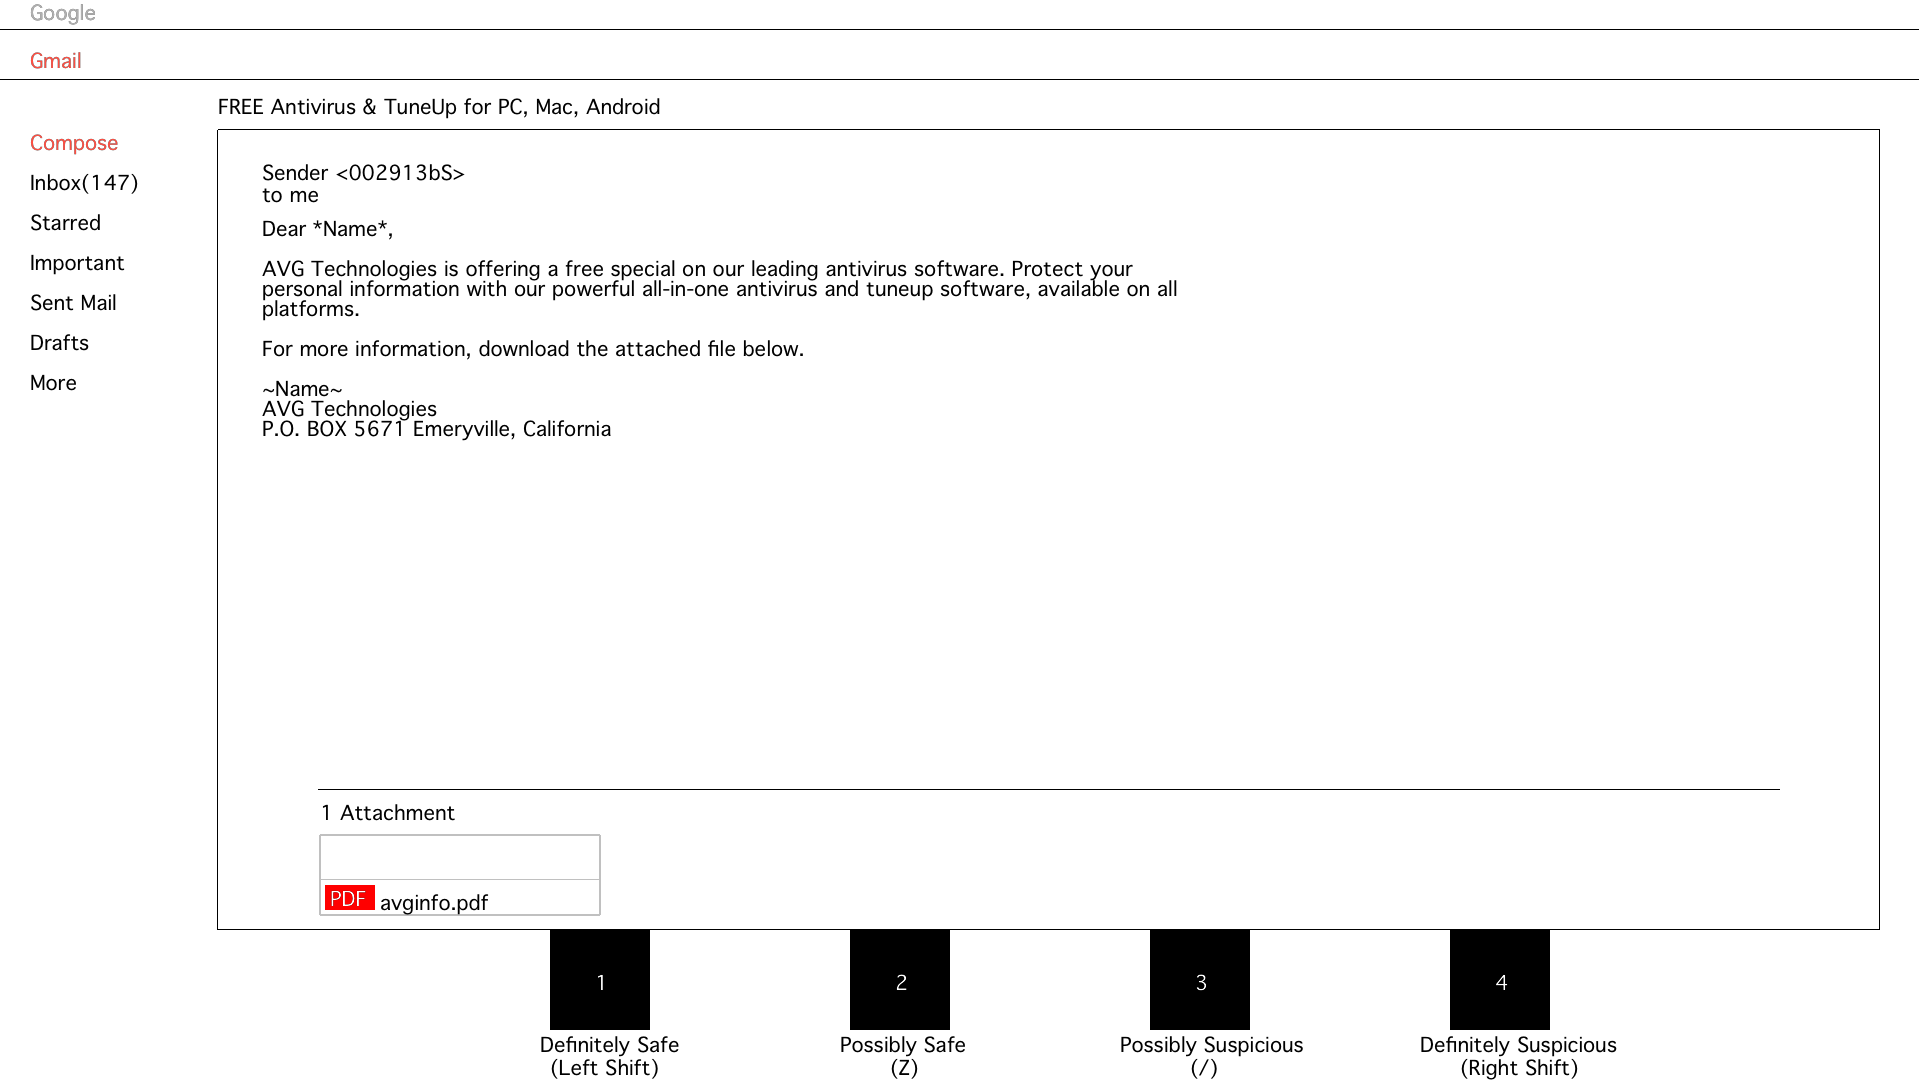 Google
Gmail
FREE Antivirus & TuneUp for PC, Mac, Android
Compose
Inbox(147)
Starred
Important
Sent Mail
Drafts
More
Sender <002913bS>
to me
Dear *Name*,
AVG Technologies is offering a free special on our leading antivirus software. Protect your
personal information with our powerful all-in-one antivirus and tuneup software, available on all
platforms.
For more information, download the attached file below.
~Name~
AVG Technologies
P.O. BOX 5671 Emeryville, California
1 Attachment
PDF avginfo.pdf
1 2 3 4
Definitely Safe Possibly Safe Possibly Suspicious Definitely Suspicious
(Left Shift) (Z) (/) (Right Shift)